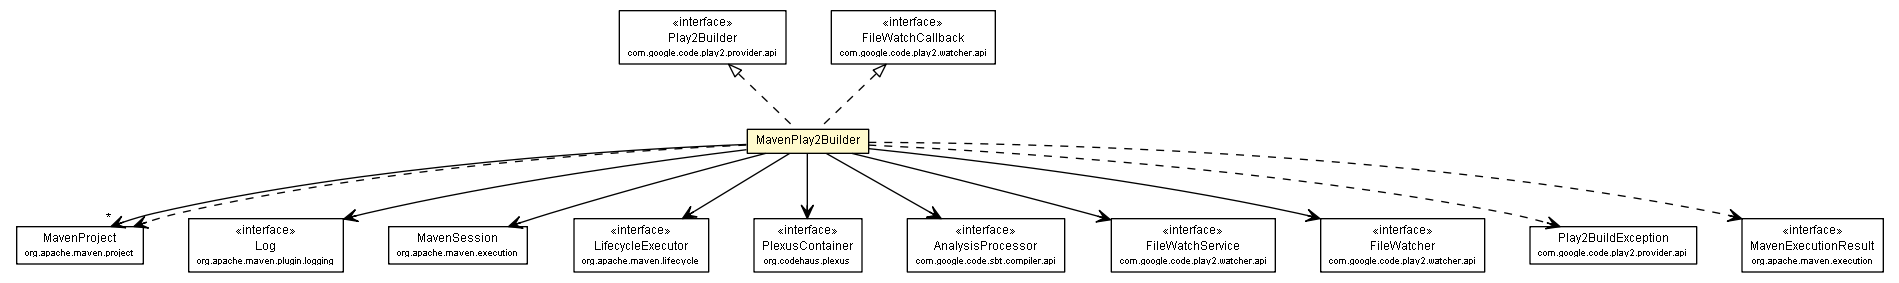 «interface»
Play2Builder
com.google.code.play2.provider.api
«interface»
FileWatchCallback
com.google.code.play2.watcher.api
MavenPlay2Builder
*
MavenProject
org.apache.maven.project
«interface»
Log
org.apache.maven.plugin.logging
MavenSession
org.apache.maven.execution
«interface»
LifecycleExecutor
org.apache.maven.lifecycle
«interface»
PlexusContainer
org.codehaus.plexus
«interface»
AnalysisProcessor
com.google.code.sbt.compiler.api
«interface»
FileWatchService
com.google.code.play2.watcher.api
«interface»
FileWatcher
com.google.code.play2.watcher.api
Play2BuildException
com.google.code.play2.provider.api
«interface»
MavenExecutionResult
org.apache.maven.execution